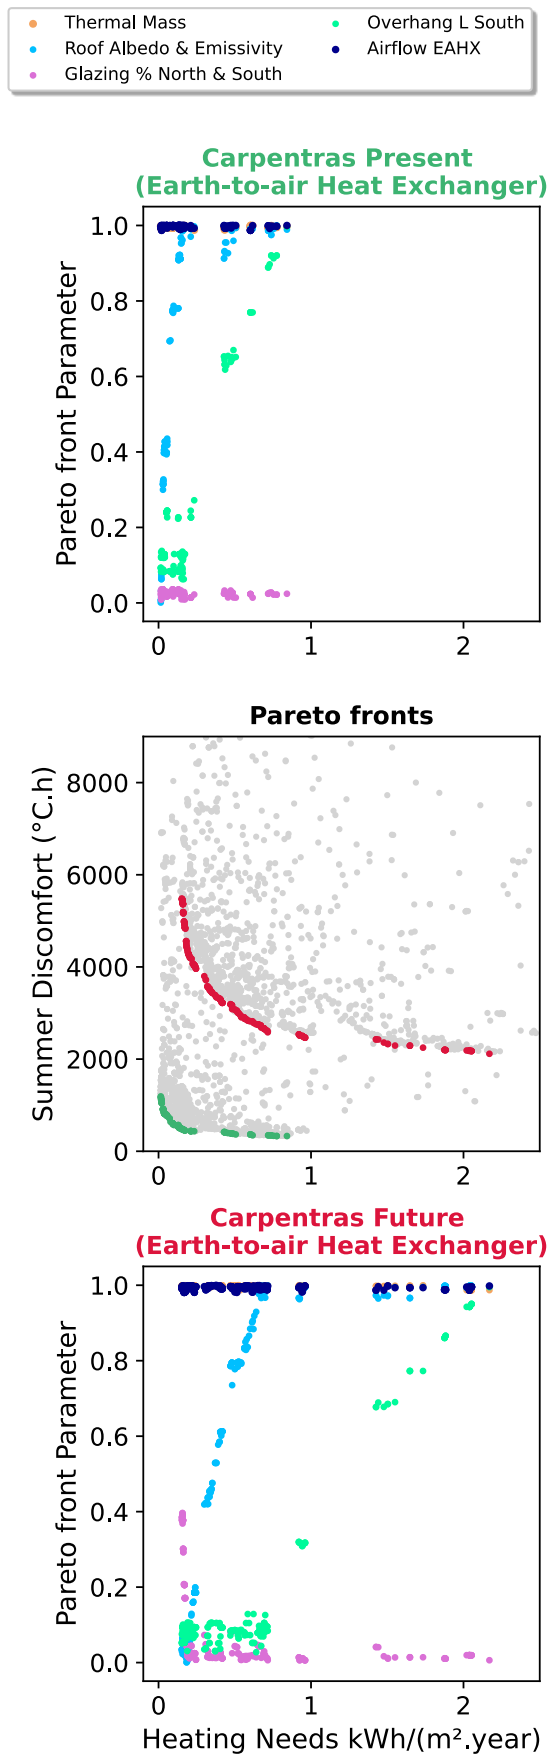 Thermal Mass
Roof Albedo & Emissivity
Glazing % North & South
Overhang L South
Airflow EAHX
Carpentras Present
(Earth-to-air Heat Exchanger)
Pareto front Parameter
1.0
0.8
0.6
0.4
0.2
0.0
0 1 2
Pareto fronts
Summer Discomfort (°C.h)
8000
6000
4000
2000
0
0 1 2
Carpentras Future
(Earth-to-air Heat Exchanger)
Pareto front Parameter
1.0
0.8
0.6
0.4
0.2
0.0
0 1 2
Heating Needs kWh/(m².year)